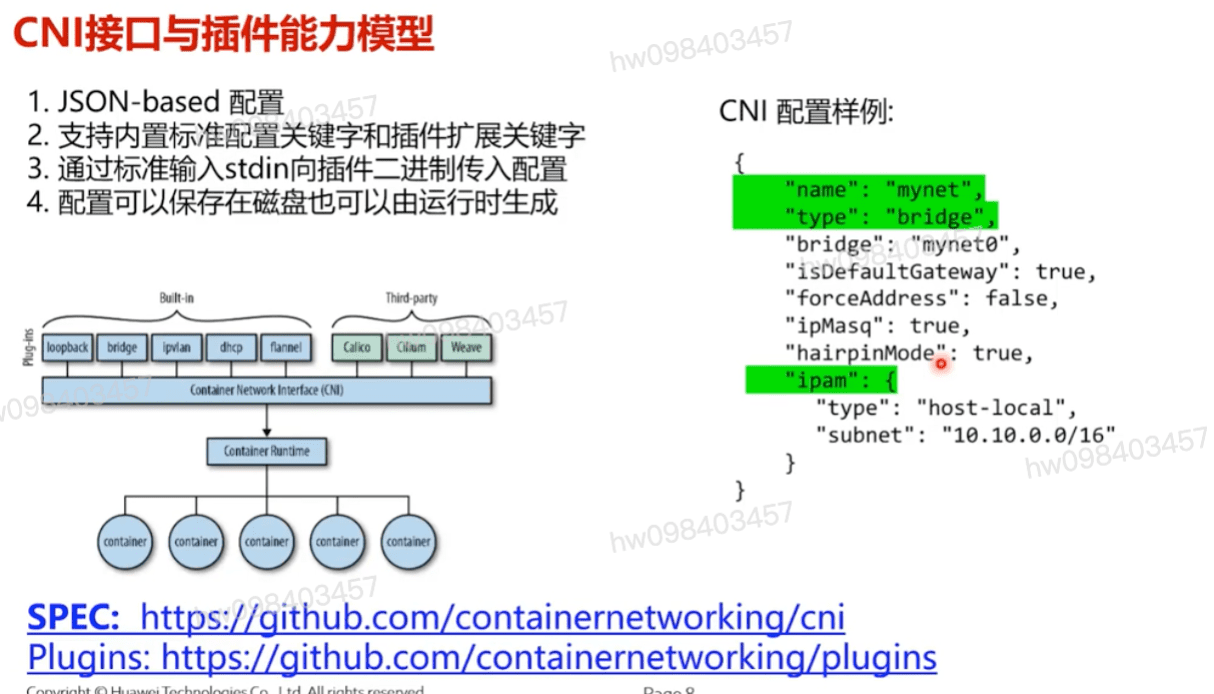 CNI接口与插件能力模型
1. JSON-based 配置
2. 支持内置标准配置关键字和插件扩展关键字
3. 通过标准输入stdin向插件二进制传入配置
4. 配置可以保存在磁盘也可以由运行时生成
Built-in
Third-party
Plug-ins
loopback
bridge
ipvlan
dhcp
flannel
Calico
Cilium
Weave
Container Network Interface (CNI)
Container Runtime
container
container
container
container
container
CNI 配置样例:
{
"name": "mynet",
"type": "bridge",
"bridge": "mynet0",
"isDefaultGateway": true,
"forceAddress": false,
"ipMasq": true,
"hairpinMode": true,
"ipam": {
"type": "host-local",
"subnet": "10.10.0.0/16"
}
}
SPEC: https://github.com/containernetworking/cni
Plugins: https://github.com/containernetworking/plugins
Copyright © Huawei Technologies Co., Ltd. All rights reserved.
Page 8
hw098403457
hw098403457
hw098403457
hw098403457
hw098403457
hw098403457
hw098403457
hw098403457